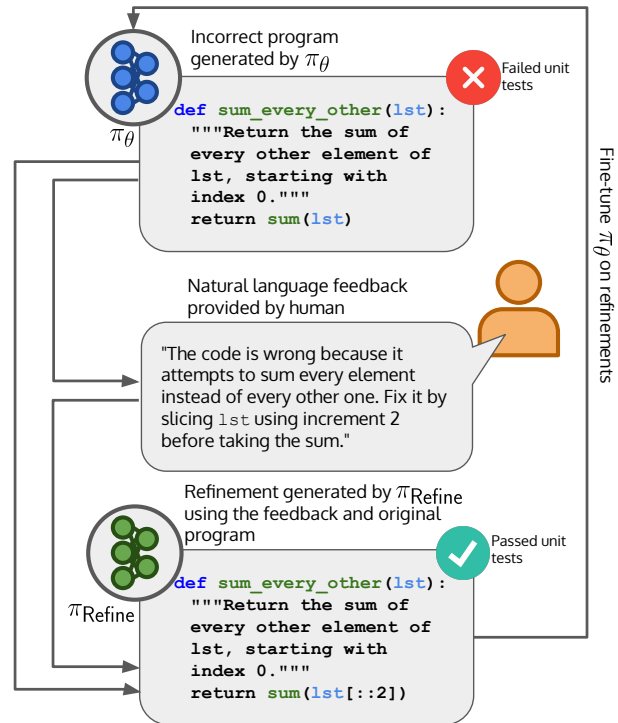 Incorrect program
generated by πθ
Failed unit
tests
πθ
def sum_every_other(lst):
"""Return the sum of
every other element of
lst, starting with
index 0."""
return sum(lst)
Fine-tune πθ on refinements
Natural language feedback
provided by human
"The code is wrong because it
attempts to sum every element
instead of every other one. Fix it by
slicing lst using increment 2
before taking the sum."
Refinement generated by πRefine
using the feedback and original
program
Passed unit
tests
πRefine
def sum_every_other(lst):
"""Return the sum of
every other element of
lst, starting with
index 0."""
return sum(lst[::2])